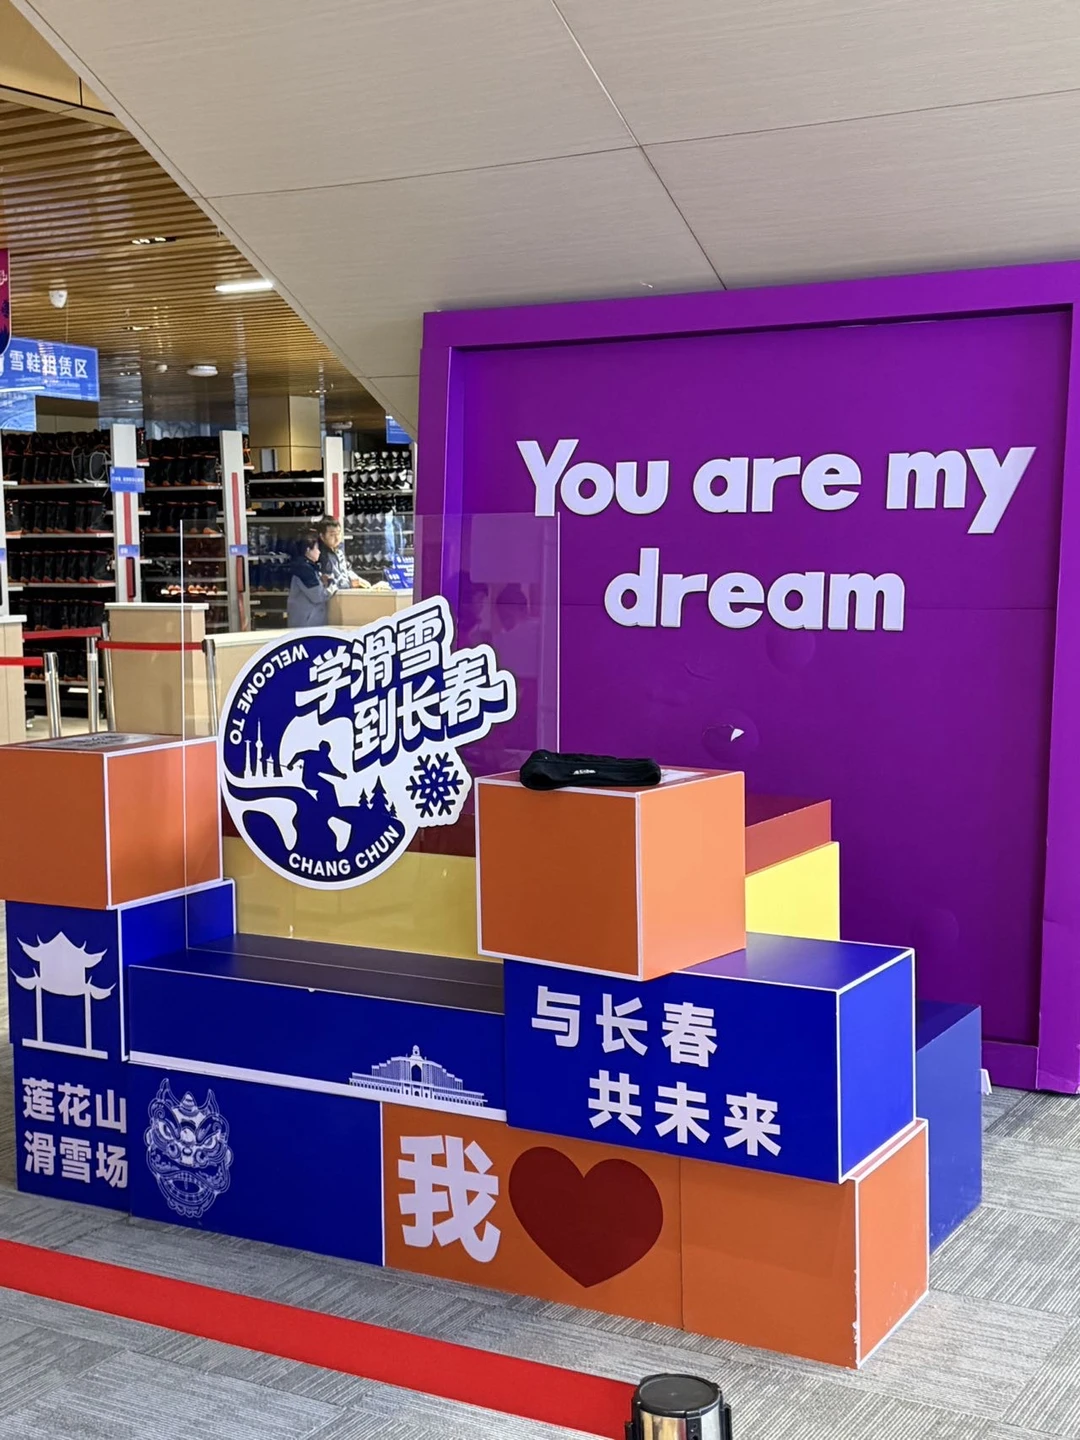 雪鞋租赁区
You are my
dream
WELCOME TO
学滑雪
到长春
CHANG CHUN
与长春
共未来
莲花山
滑雪场
我